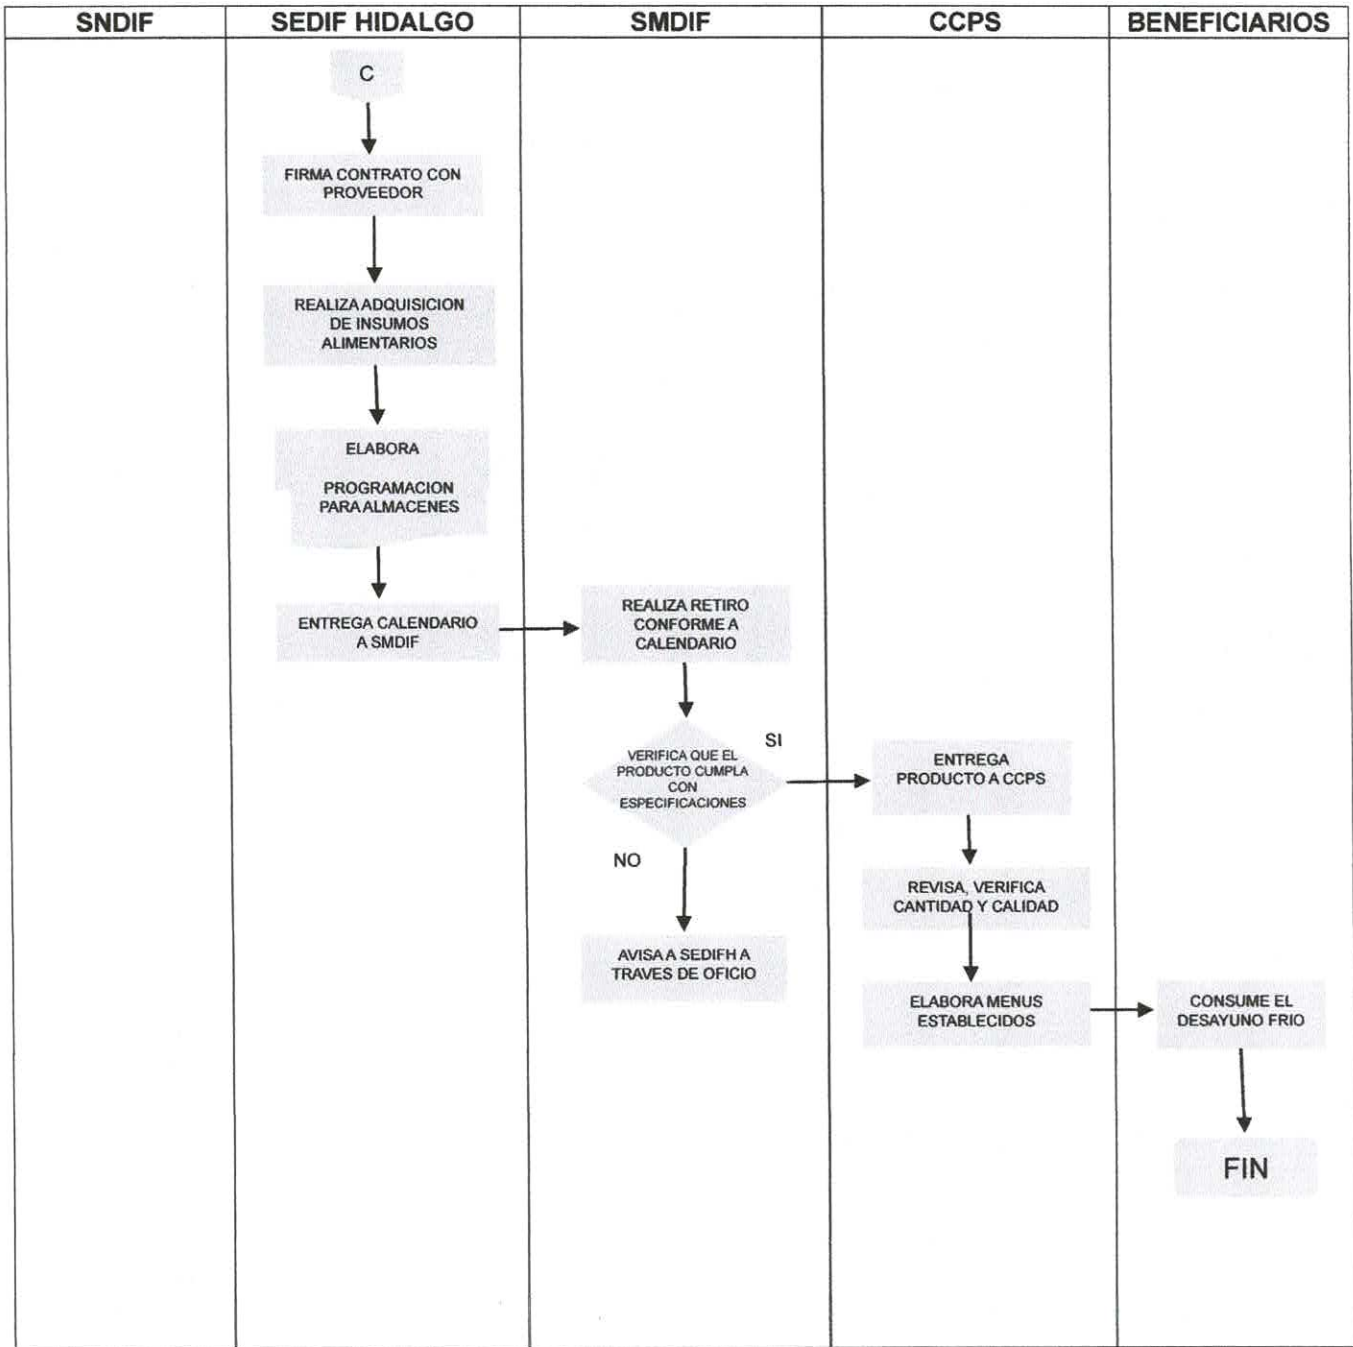 SNDIF
SEDIF HIDALGO
SMDIF
CCPS
BENEFICIARIOS
C
FIRMA CONTRATO CON
PROVEEDOR
REALIZA ADQUISICION
DE INSUMOS
ALIMENTARIOS
ELABORA
PROGRAMACION
PARA ALMACENES
ENTREGA CALENDARIO
A SMDIF
REALIZA RETIRO
CONFORME A
CALENDARIO
VERIFICA QUE EL
PRODUCTO CUMPLA
CON
ESPECIFICACIONES
SI
NO
AVISA A SEDIFH A
TRAVES DE OFICIO
ENTREGA
PRODUCTO A CCPS
REVISA, VERIFICA
CANTIDAD Y CALIDAD
ELABORA MENUS
ESTABLECIDOS
CONSUME EL
DESAYUNO FRIO
FIN